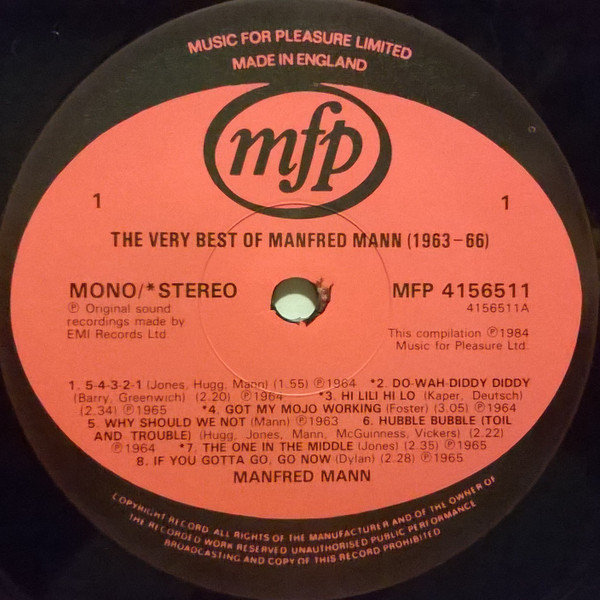 MUSIC FOR PLEASURE LIMITED
MADE IN ENGLAND
mfp
1 1
THE VERY BEST OF MANFRED MANN (1963-66)
MONO/*STEREO MFP 4156511
℗ Original sound 4156511A
recordings made by
EMI Records Ltd. This compilation ℗1984
Music for Pleasure Ltd.
1. 5-4-3-2-1 (Jones, Hugg, Mann) (1.55) ℗1964 *2. DO WAH DIDDY DIDDY
(Barry, Greenwich) (2.20) ℗1964 *3. HI LILI HI LO (Kaper, Deutsch)
(2.34) ℗1965 *4. GOT MY MOJO WORKING (Foster) (3.05) ℗1964
5. WHY SHOULD WE NOT (Mann) ℗1963 6. HUBBLE BUBBLE (TOIL
AND TROUBLE) (Hugg, Jones, Mann, McGuinness, Vickers) (2.22)
℗1964 *7. THE ONE IN THE MIDDLE (Jones) (2.35) ℗1965
8. IF YOU GOTTA GO, GO NOW (Dylan) (2.28) ℗1965
MANFRED MANN
COPYRIGHT RECORD. ALL RIGHTS OF THE MANUFACTURER AND OF THE OWNER OF
THE RECORDED WORK RESERVED UNAUTHORISED PUBLIC PERFORMANCE
BROADCASTING AND COPY OF THIS RECORD PROHIBITED